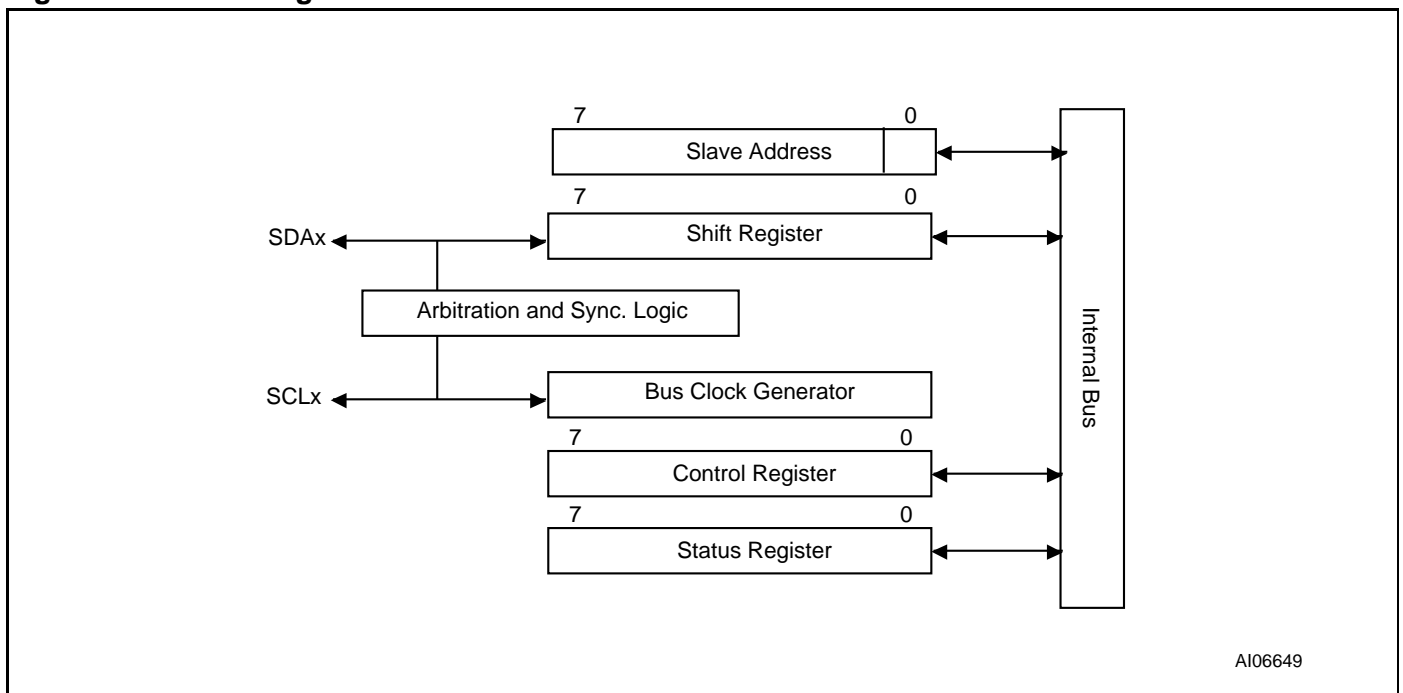 7 0
Slave Address
7 0
SDAx Shift Register
Arbitration and Sync. Logic
Internal Bus
SCLx Bus Clock Generator
7 0
Control Register
7 0
Status Register
AI06649